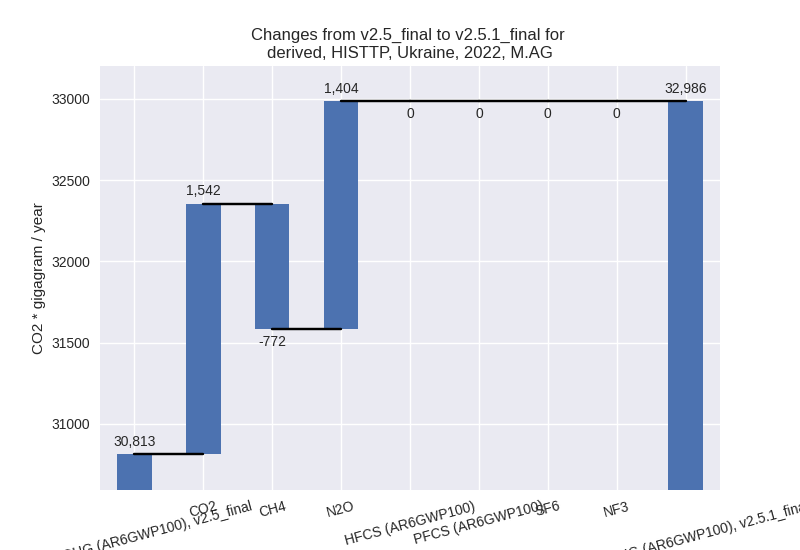 Changes from v2.5_final to v2.5.1_final for
derived, HISTTP, Ukraine, 2022, M.AG
CO2 * gigagram / year
33000
32500
32000
31500
31000
30,813
1,542
-772
1,404
0
0
0
0
32,986
(AR6GWP100), v2.5_final
CO2
CH4
N2O
HFCS (AR6GWP100)
PFCS (AR6GWP100)
SF6
NF3
(AR6GWP100), v2.5.1_final